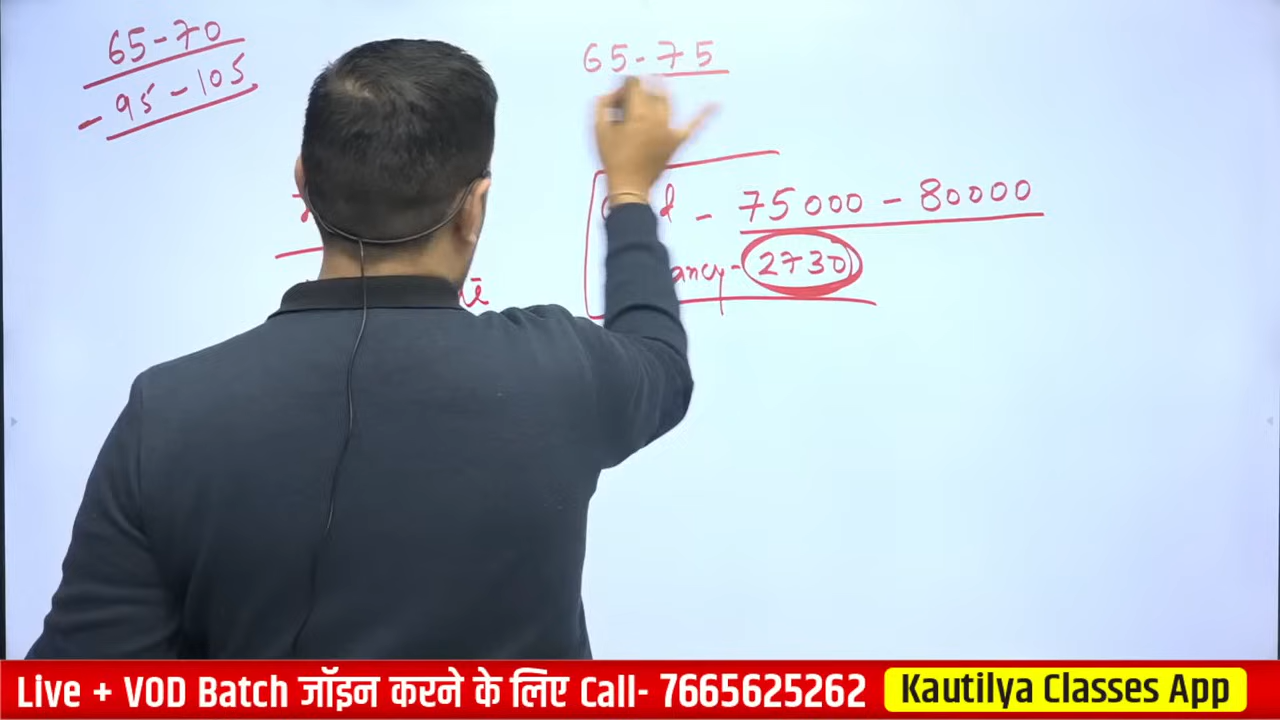 65-70
- 95-105
65-75
- 75000 - 80000
2730
Live + VOD Batch जॉइन करने के लिए Call- 7665625262
Kautilya Classes App